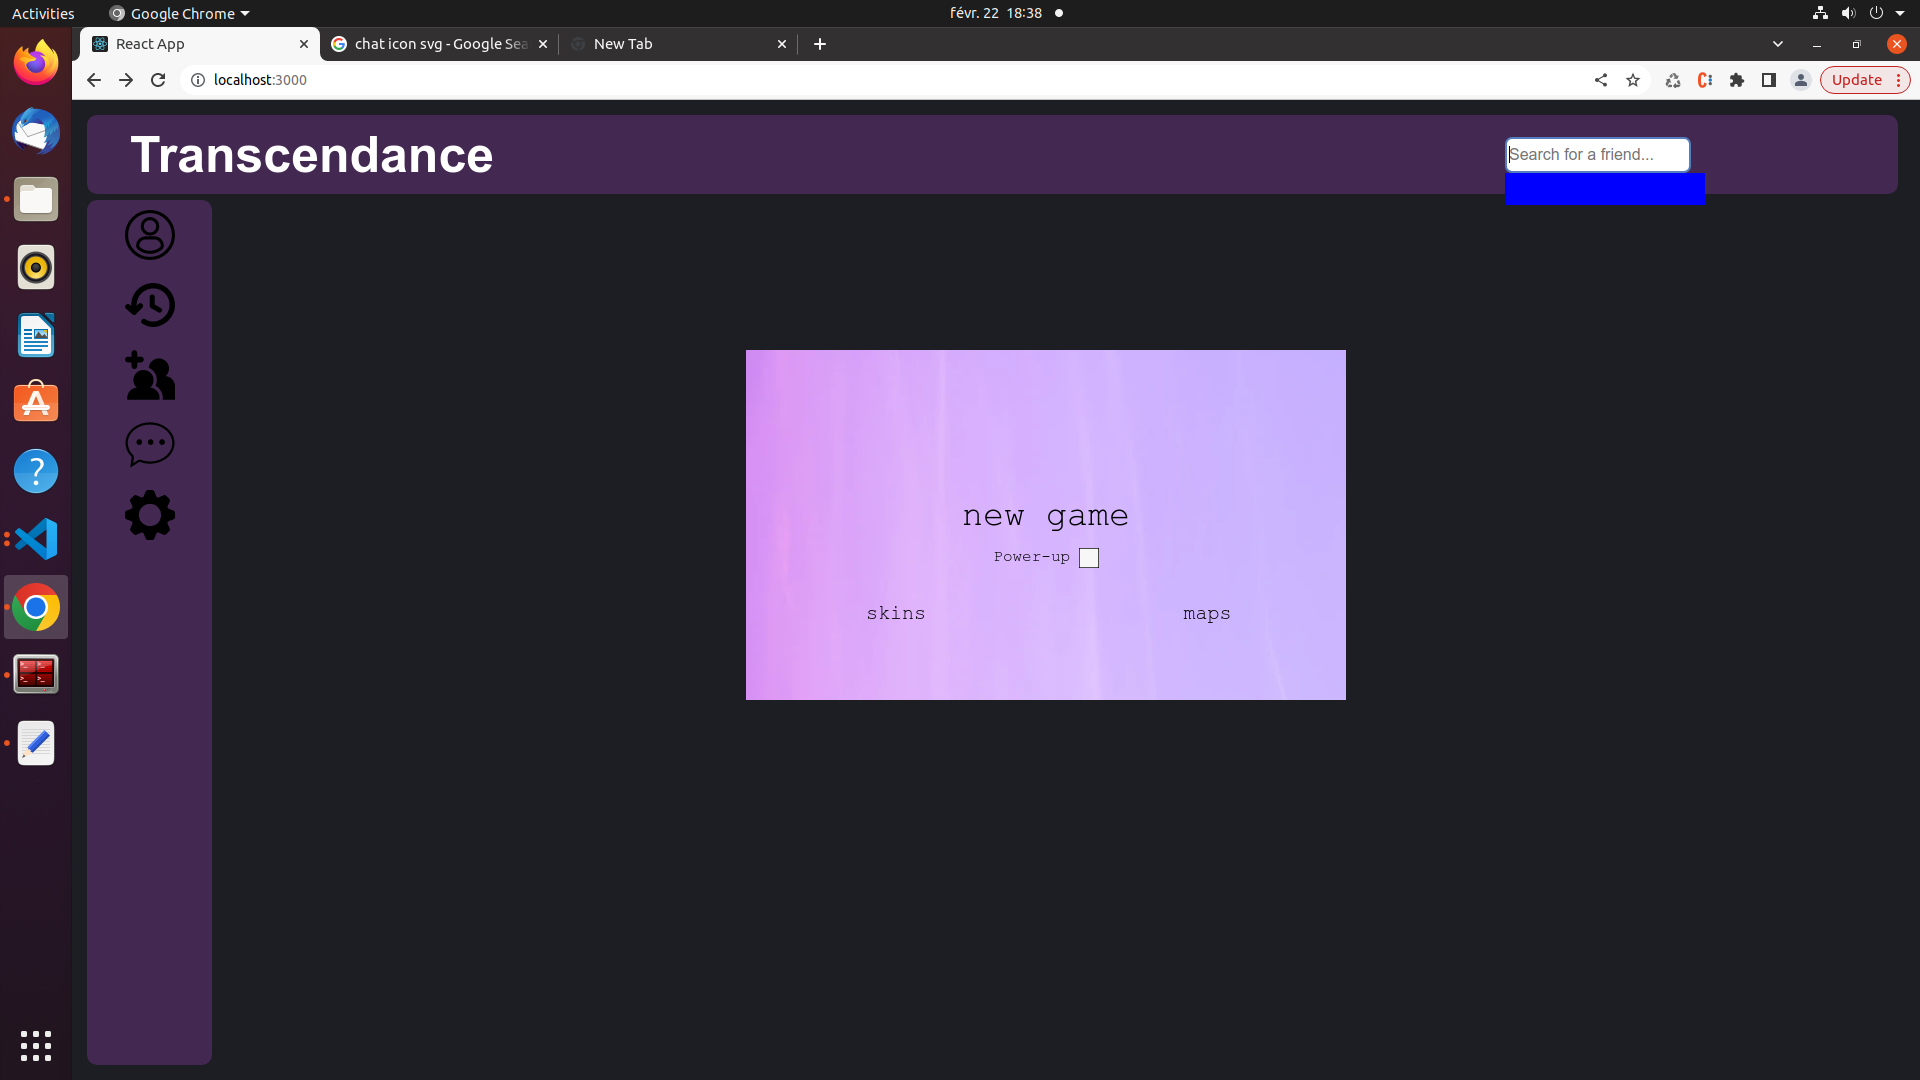 Activities
Google Chrome
févr. 22 18:38
React App
chat icon svg - Google Sea
New Tab
localhost:3000
Update
Transcendance
Search for a friend...
new game
Power-up
skins
maps